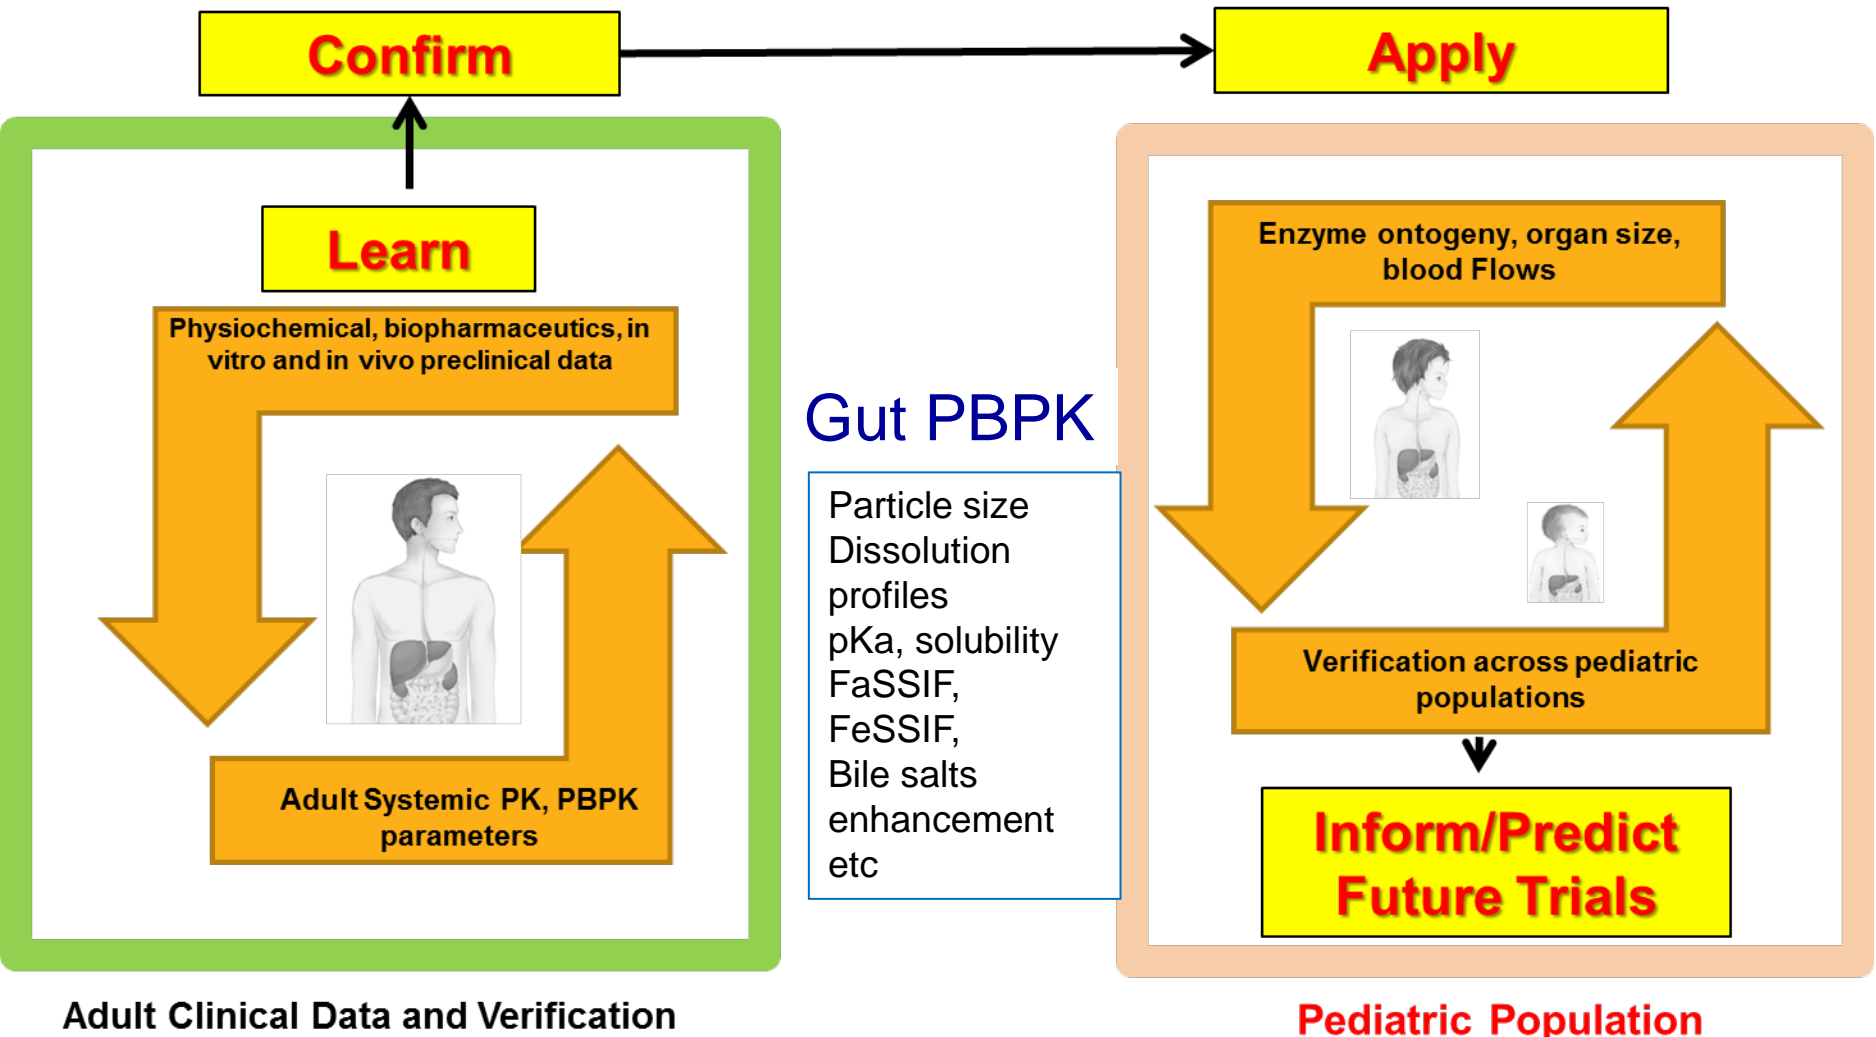 Confirm
Apply
Learn
Physiochemical, biopharmaceutics, in
vitro and in vivo preclinical data
Adult Systemic PK, PBPK
parameters
Adult Clinical Data and Verification
Gut PBPK
Particle size
Dissolution
profiles
pKa, solubility
FaSSIF,
FeSSIF,
Bile salts
enhancement
etc
Enzyme ontogeny, organ size,
blood Flows
Verification across pediatric
populations
Inform/Predict
Future Trials
Pediatric Population